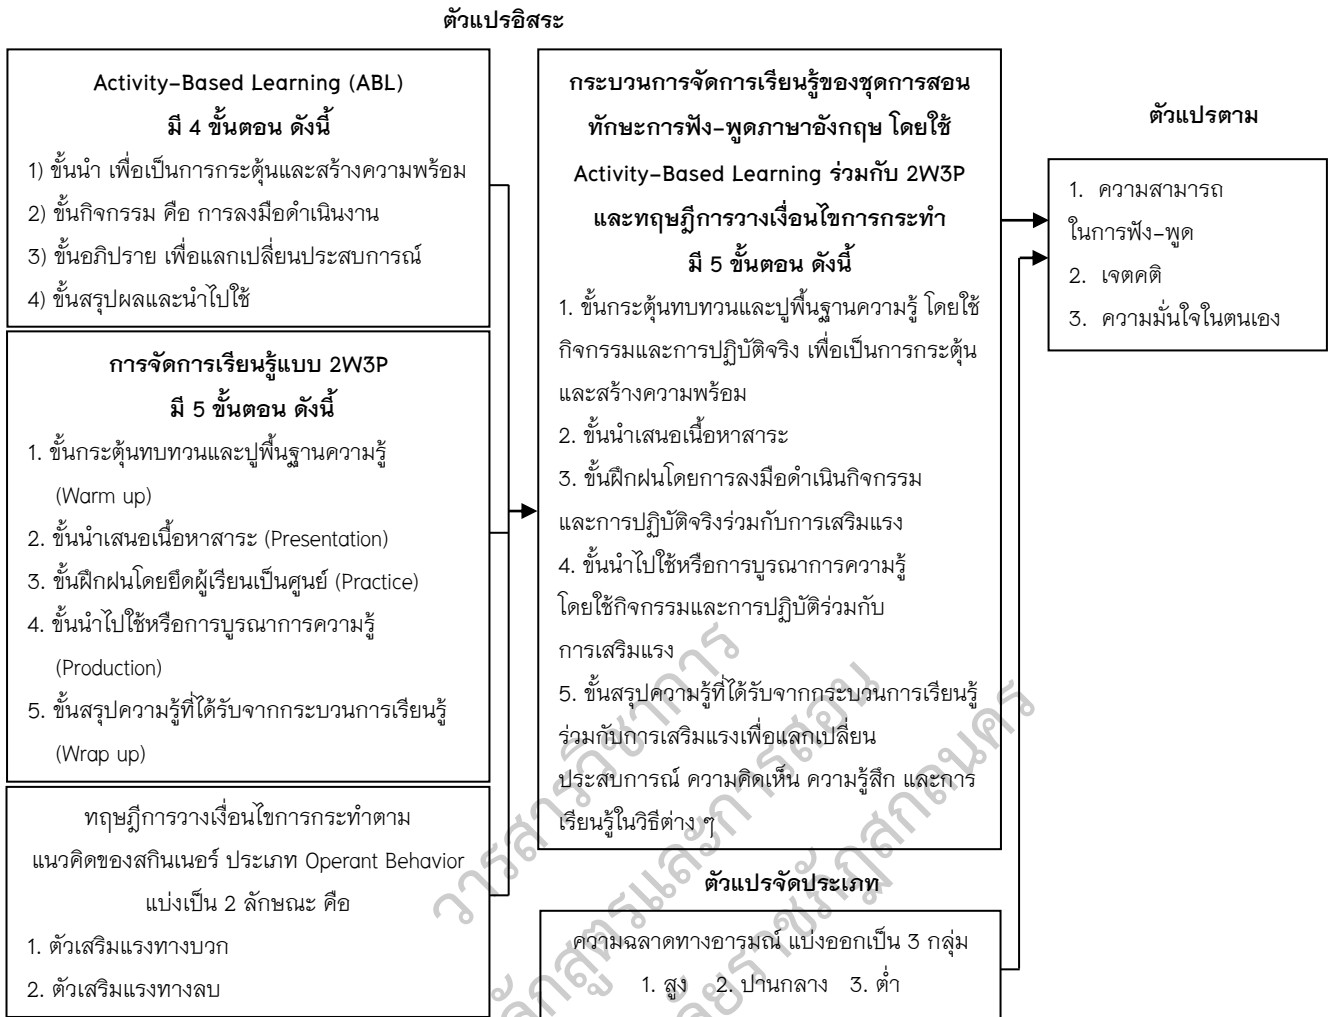 ตัวแปรอิสระ
Activity-Based Learning (ABL)
มี 4 ขั้นตอน ดังนี้
1) ขั้นนำ เพื่อเป็นการกระตุ้นและสร้างความพร้อม
2) ขั้นกิจกรรม คือ การลงมือดำเนินงาน
3) ขั้นอภิปราย เพื่อแลกเปลี่ยนประสบการณ์
4) ขั้นสรุปผลและนำไปใช้
การจัดการเรียนรู้แบบ 2W3P
มี 5 ขั้นตอน ดังนี้
1. ขั้นกระตุ้นทบทวนและปูพื้นฐานความรู้
(Warm up)
2. ขั้นนำเสนอเนื้อหาสาระ (Presentation)
3. ขั้นฝึกฝนโดยยึดผู้เรียนเป็นศูนย์ (Practice)
4. ขั้นนำไปใช้หรือการบูรณาการความรู้
(Production)
5. ขั้นสรุปความรู้ที่ได้รับจากกระบวนการเรียนรู้
(Wrap up)
ทฤษฎีการวางเงื่อนไขการกระทำตาม
แนวคิดของสกินเนอร์ ประเภท Operant Behavior
แบ่งเป็น 2 ลักษณะ คือ
1. ตัวเสริมแรงทางบวก
2. ตัวเสริมแรงทางลบ
กระบวนการจัดการเรียนรู้ของชุดการสอน
ทักษะการฟัง-พูดภาษาอังกฤษ โดยใช้
Activity-Based Learning ร่วมกับ 2W3P
และทฤษฎีการวางเงื่อนไขการกระทำ
มี 5 ขั้นตอน ดังนี้
1. ขั้นกระตุ้นทบทวนและปูพื้นฐานความรู้ โดยใช้
กิจกรรมและการปฏิบัติจริง เพื่อเป็นการกระตุ้น
และสร้างความพร้อม
2. ขั้นนำเสนอเนื้อหาสาระ
3. ขั้นฝึกฝนโดยการลงมือดำเนินกิจกรรม
และการปฏิบัติจริงร่วมกับการเสริมแรง
4. ขั้นนำไปใช้หรือการบูรณาการความรู้
โดยใช้กิจกรรมและการปฏิบัติร่วมกับ
การเสริมแรง
5. ขั้นสรุปความรู้ที่ได้รับจากกระบวนการเรียนรู้
ร่วมกับการเสริมแรงเพื่อแลกเปลี่ยน
ประสบการณ์ ความคิดเห็น ความรู้สึก และการ
เรียนรู้ในวิธีต่าง ๆ
ตัวแปรจัดประเภท
ความฉลาดทางอารมณ์ แบ่งออกเป็น 3 กลุ่ม
1. สูง 2. ปานกลาง 3. ต่ำ
ตัวแปรตาม
1. ความสามารถ
ในการฟัง-พูด
2. เจตคติ
3. ความมั่นใจในตนเอง
วารสารวิชาการ
หลักสูตรและการสอน